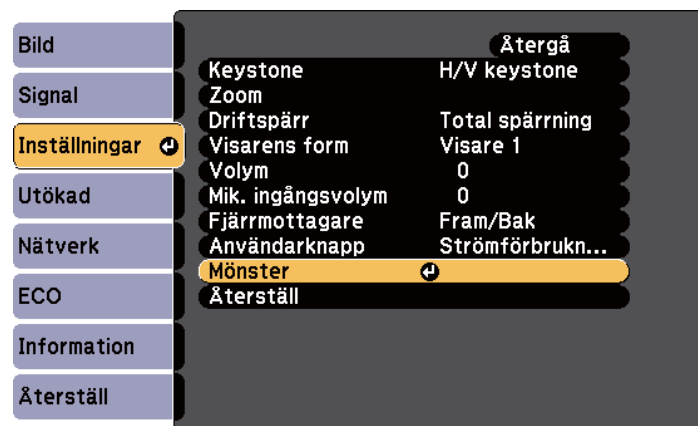 Bild
Signal
Inställningar
Utökad
Nätverk
ECO
Information
Återställ
Återgå
Keystone H/V keystone
Zoom
Driftspärr Total spärrning
Visarens form Visare 1
Volym 0
Mik. ingångsvolym 0
Fjärrmottagare Fram/Bak
Användarknapp Strömförbrukn...
Mönster
Återställ